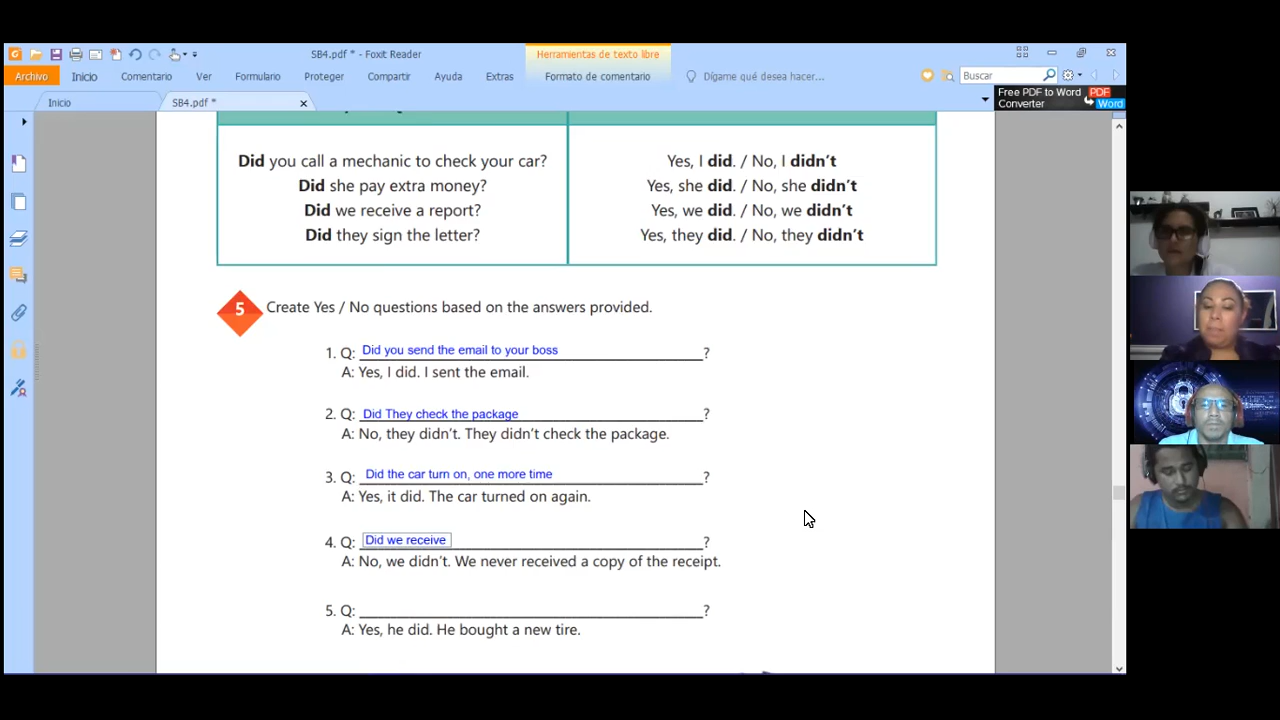 SB4.pdf * - Foxit Reader
Herramientas de texto libre
Archivo
Inicio
Comentario
Ver
Formulario
Proteger
Compartir
Ayuda
Extras
Formato de comentario
Dígame qué desea hacer...
Buscar
Inicio
SB4.pdf *
Free PDF to Word
Converter
PDF
Word
Did you call a mechanic to check your car?
Did she pay extra money?
Did we receive a report?
Did they sign the letter?
Yes, I did. / No, I didn't
Yes, she did. / No, she didn't
Yes, we did. / No, we didn't
Yes, they did. / No, they didn't
5 Create Yes / No questions based on the answers provided.
1. Q: Did you send the email to your boss ?
A: Yes, I did. I sent the email.
2. Q: Did They check the package ?
A: No, they didn't. They didn't check the package.
3. Q: Did the car turn on, one more time ?
A: Yes, it did. The car turned on again.
4. Q: Did we receive ?
A: No, we didn't. We never received a copy of the receipt.
5. Q: ?
A: Yes, he did. He bought a new tire.